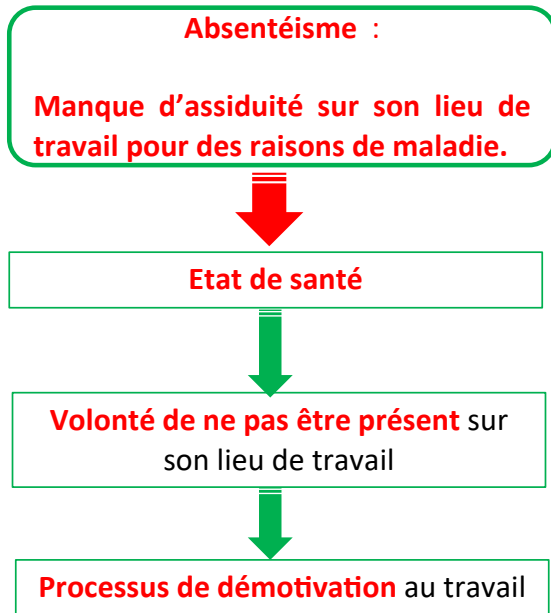 Absentéisme :
Manque d’assiduité sur son lieu de
travail pour des raisons de maladie.
Etat de santé
Volonté de ne pas être présent sur
son lieu de travail
Processus de démotivation au travail